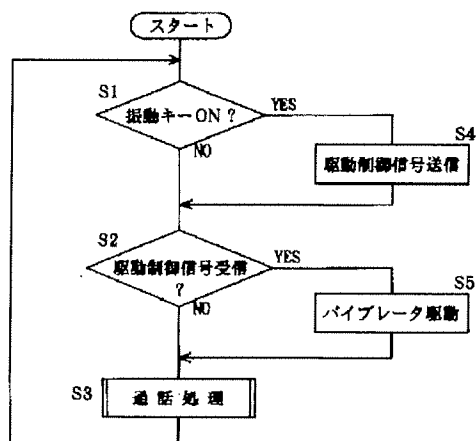 スタート
S1
振動キーON?
YES
NO
S4
駆動制御信号送信
S2
駆動制御信号受信
?
YES
NO
S5
バイブレータ駆動
S3
通話処理